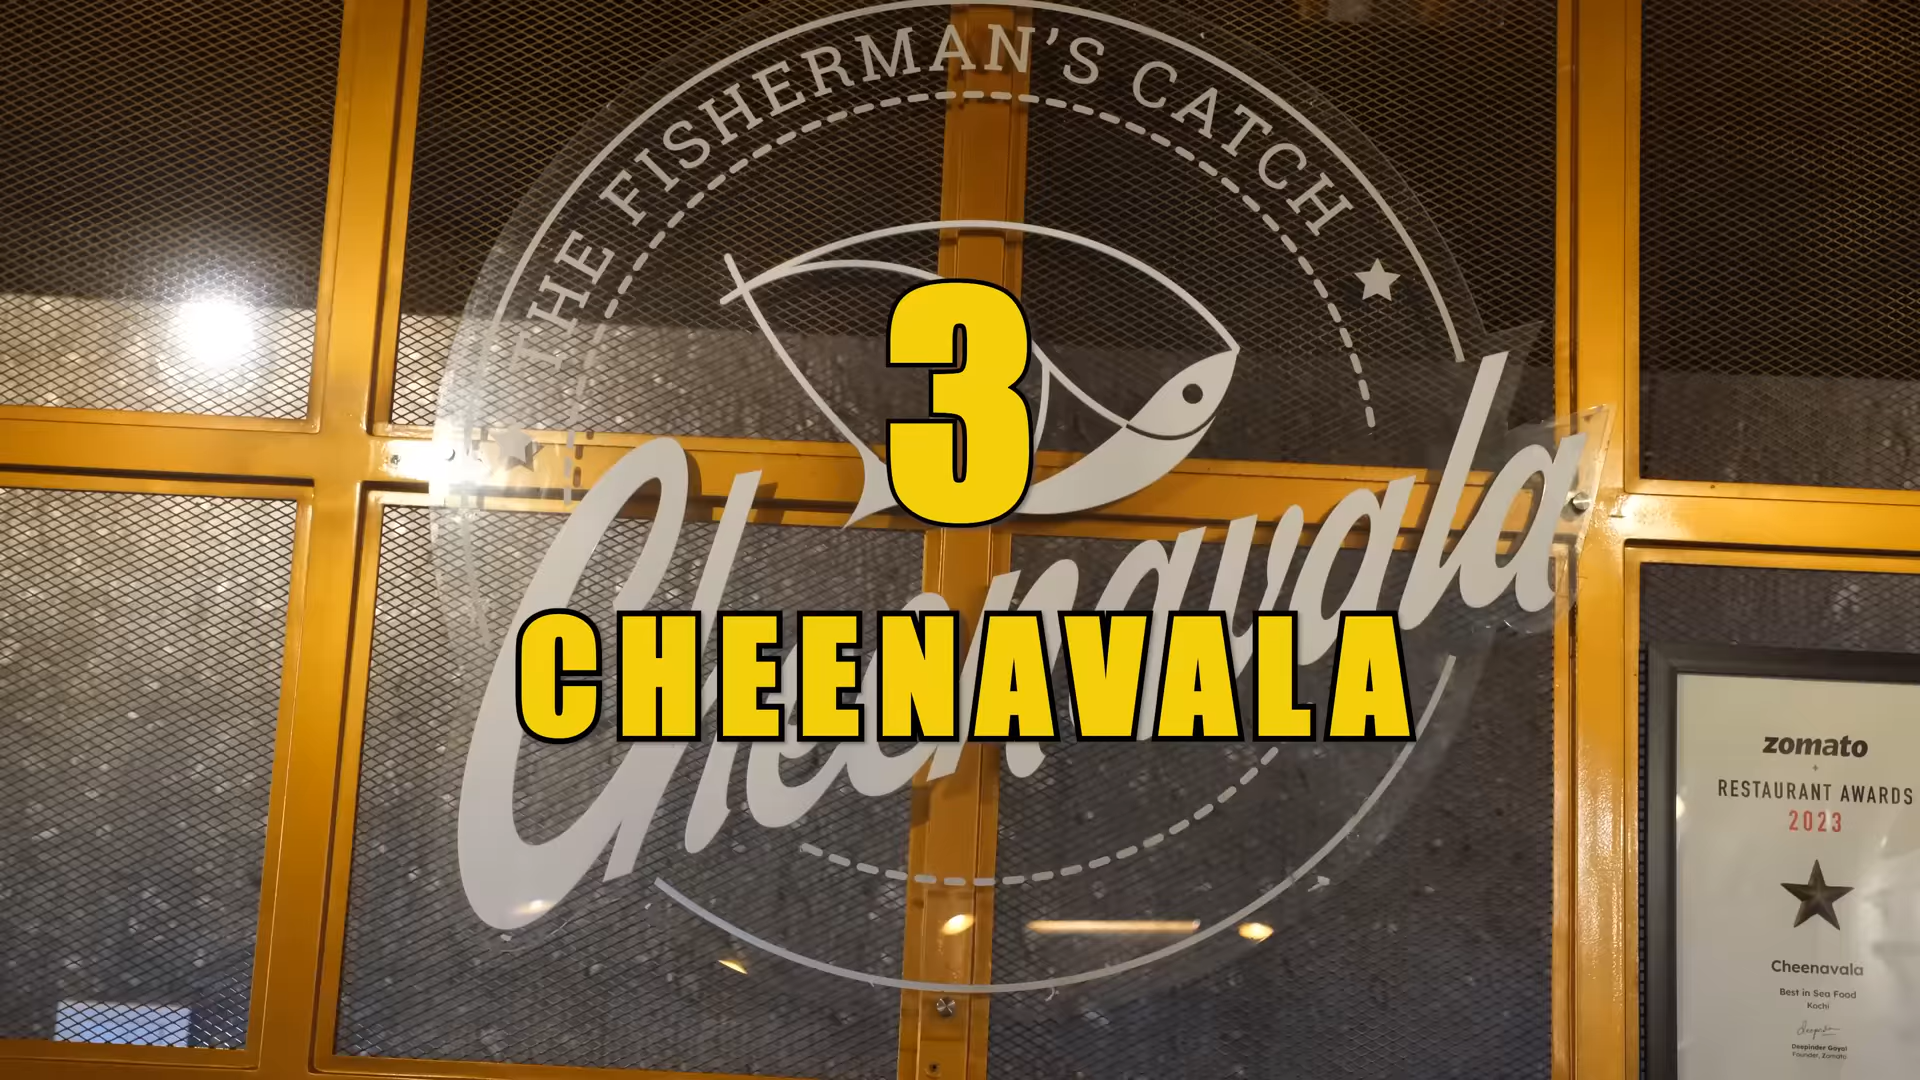 THE FISHERMAN'S CATCH
3
Cheenavala
CHEENAVALA
zomato
RESTAURANT AWARDS
2023
Cheenavala
Best in Sea Food
Kochi
Deepinder Goyal
Founder, Zomato